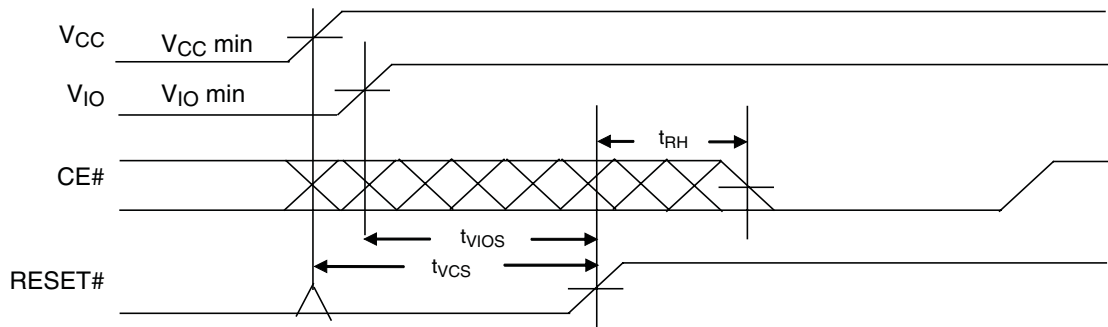 VCC VCC min
VIO VIO min
tRH
CE#
tVIOS
tVCS
RESET#